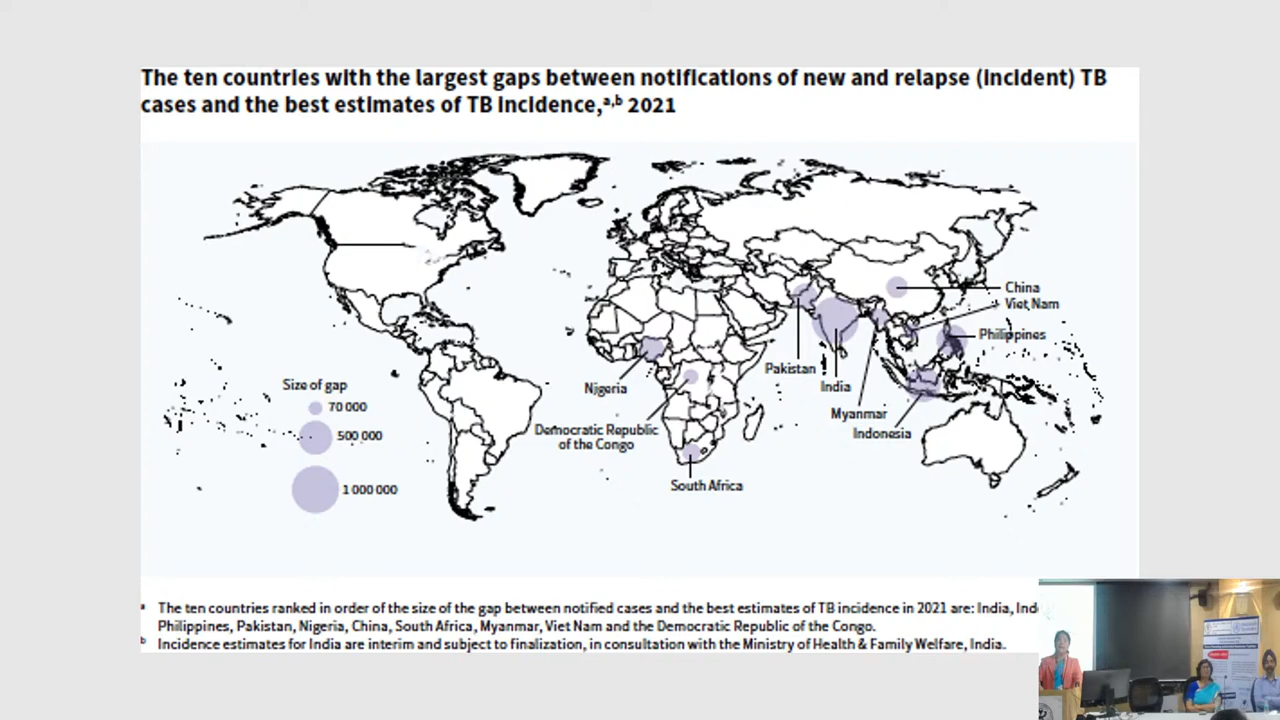 The ten countries with the largest gaps between notifications of new and relapse (incident) TB
cases and the best estimates of TB incidence,ᵃ,ᵇ 2021
China
Viet Nam
Philippines
Pakistan
India
Nigeria
Size of gap
70 000
Myanmar
Democratic Republic
of the Congo
Indonesia
500 000
South Africa
1 000 000
a The ten countries ranked in order of the size of the gap between notified cases and the best estimates of TB incidence in 2021 are: India,
Philippines, Pakistan, Nigeria, China, South Africa, Myanmar, Viet Nam and the Democratic Republic of the Congo.
b Incidence estimates for India are interim and subject to finalization, in consultation with the Ministry of Health & Family Welfare, India.